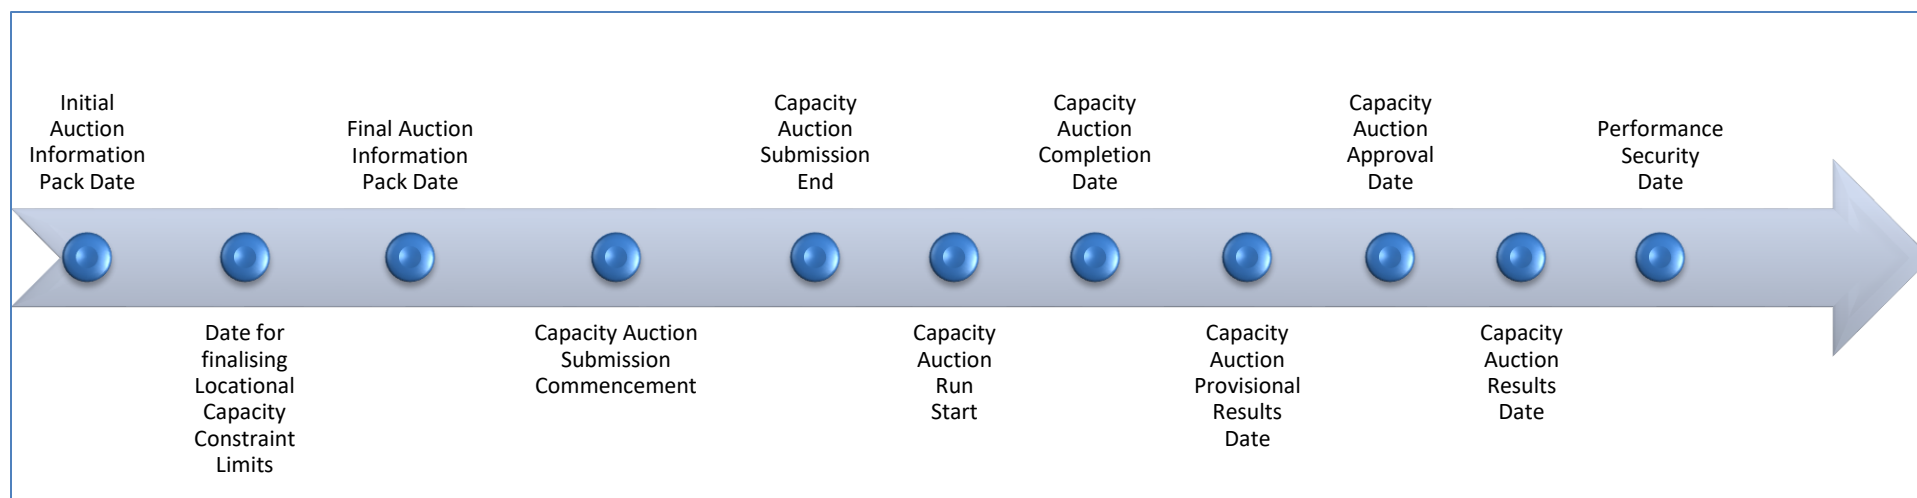 Initial
Auction
Information
Pack Date
Date for
finalising
Locational
Capacity
Constraint
Limits
Final Auction
Information
Pack Date
Capacity Auction
Submission
Commencement
Capacity
Auction
Submission
End
Capacity
Auction
Run
Start
Capacity
Auction
Completion
Date
Capacity
Auction
Provisional
Results
Date
Capacity
Auction
Approval
Date
Capacity
Auction
Results
Date
Performance
Security
Date